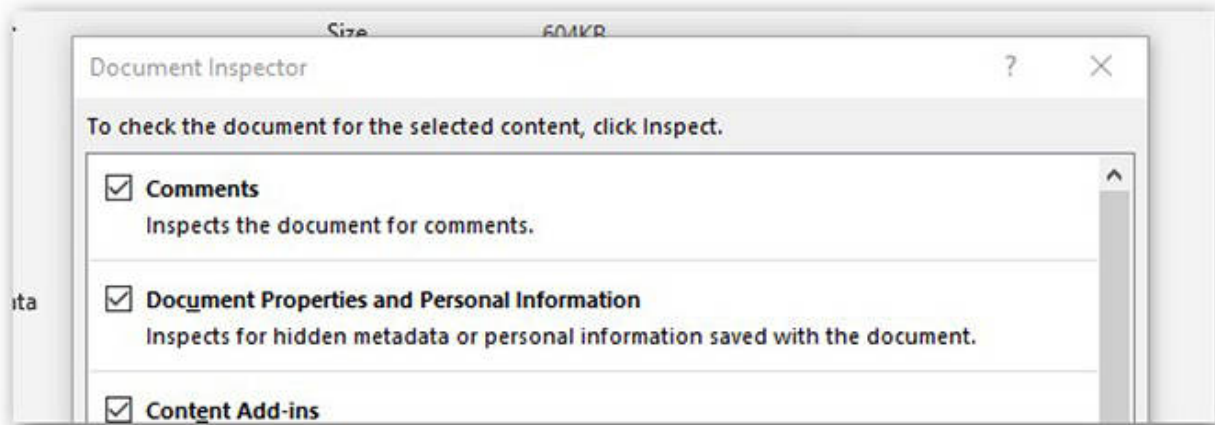 Size 604KB
Document Inspector ?
To check the document for the selected content, click Inspect.
Comments
Inspects the document for comments.
ata
Document Properties and Personal Information
Inspects for hidden metadata or personal information saved with the document.
Content Add-ins